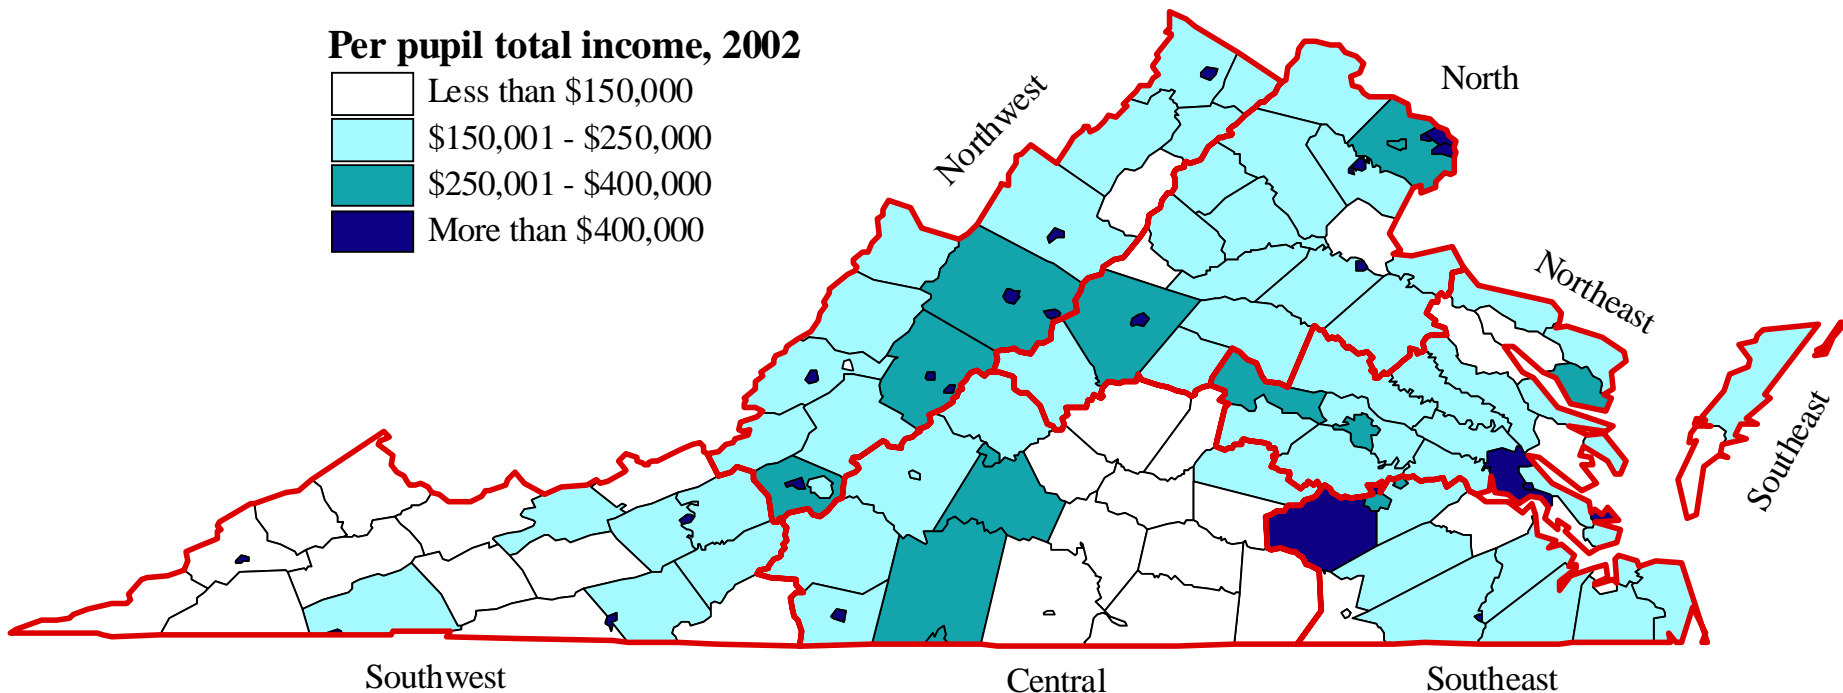 Per pupil total income, 2002
Less than $150,000
$150,001 - $250,000
$250,001 - $400,000
More than $400,000
Northwest
North
Northeast
Southeast
Southwest
Central
Southeast